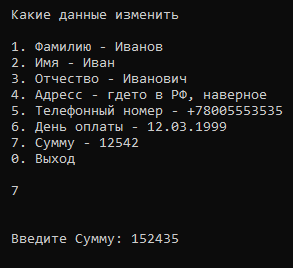 Какие данные изменить
1. Фамилию - Иванов
2. Имя - Иван
3. Отчество - Иванович
4. Адресс - гдето в РФ, наверное
5. Телефонный номер - +78005553535
6. День оплаты - 12.03.1999
7. Сумму - 12542
0. Выход
7
Введите Сумму: 152435